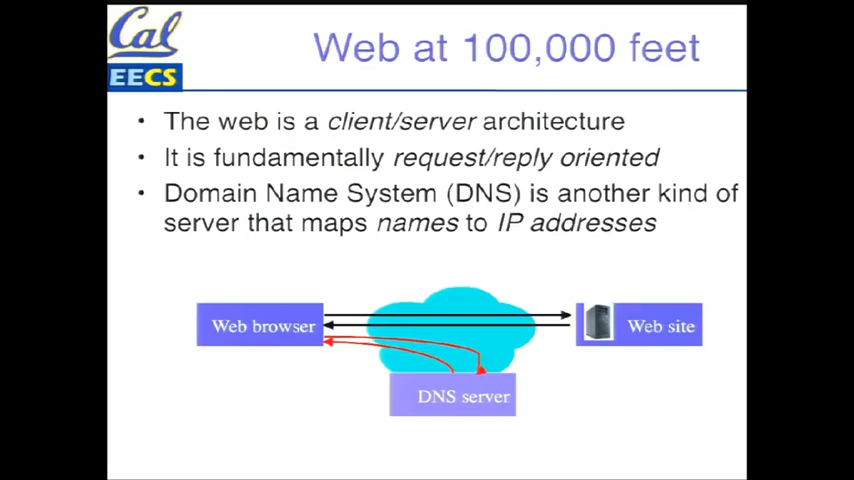 Cal
EECS
Web at 100,000 feet
• The web is a client/server architecture
• It is fundamentally request/reply oriented
• Domain Name System (DNS) is another kind of
server that maps names to IP addresses
Web browser
Web site
DNS server